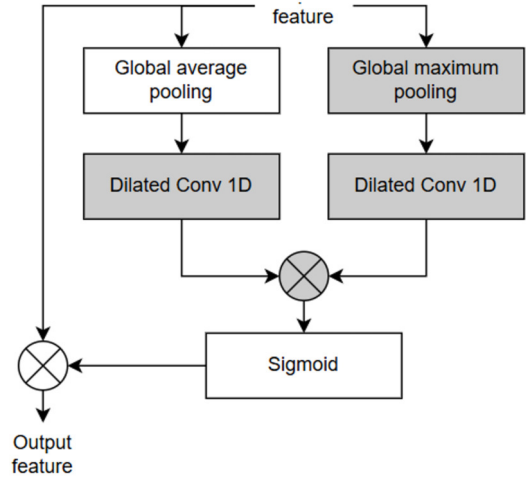 feature
Global average
pooling
Global maximum
pooling
Dilated Conv 1D
Dilated Conv 1D
Sigmoid
Output
feature